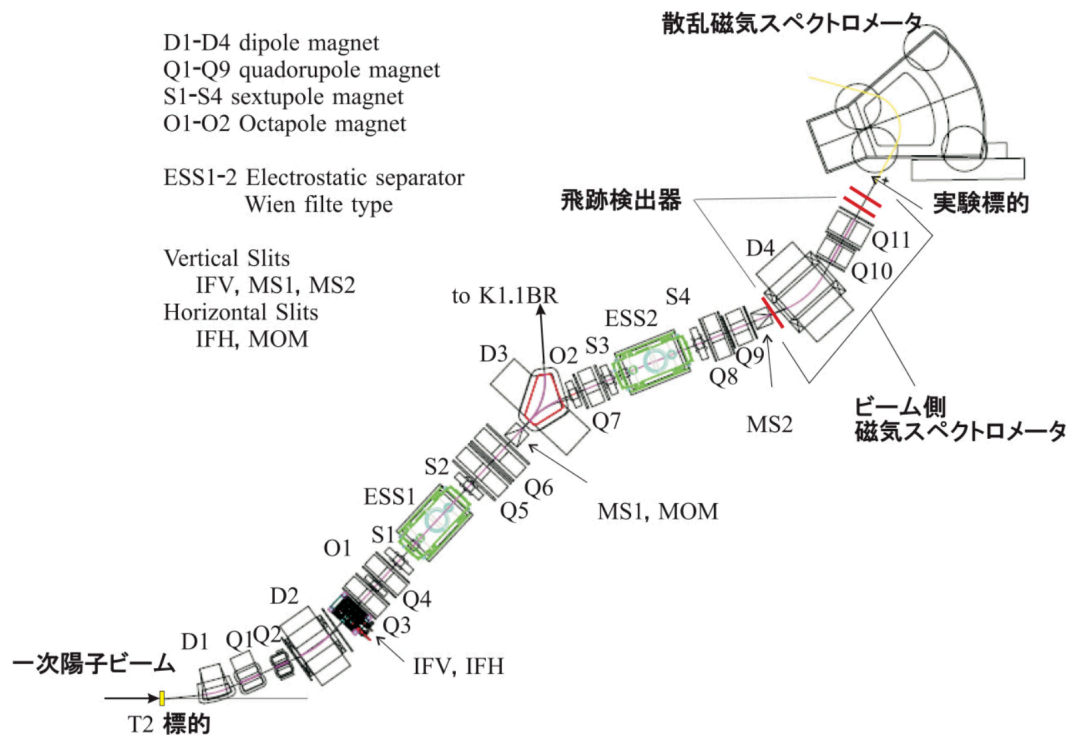 散乱磁気スペクトロメータ
D1-D4 dipole magnet
Q1-Q9 quadorupole magnet
S1-S4 sextupole magnet
O1-O2 Octapole magnet
ESS1-2 Electrostatic separator
Wien filte type
Vertical Slits
IFV, MS1, MS2
Horizontal Slits
IFH, MOM
飛跡検出器
実験標的
Q11
D4
Q10
to K1.1BR
S4
ESS2
S3
O2
D3
Q9
Q8
Q7
MS2
ビーム側
磁気スペクトロメータ
S2
Q6
ESS1
Q5
MS1, MOM
S1
O1
Q4
D2
Q3
Q2
Q1
D1
IFV, IFH
一次陽子ビーム
T2 標的